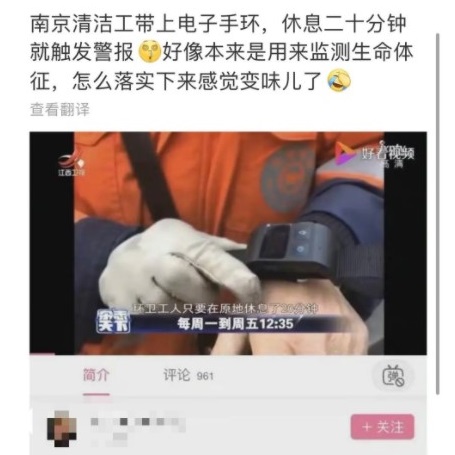 南京清洁工带上电子手环，休息二十分钟
就触发警报🤫好像本来是用来监测生命体
征，怎么落实下来感觉变味儿了🤣
查看翻译
江西卫视
好看视频
高清
环卫工人只要在原地休息了20分钟
每周一到周五12:35
简介
评论 961
弹
+ 关注